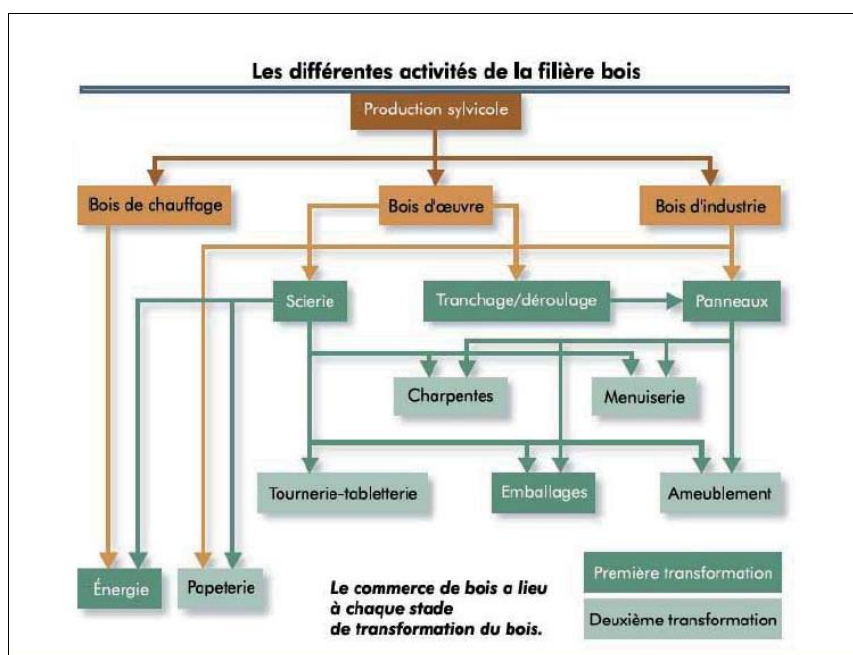 Les différentes activités de la filière bois
Production sylvicole
Bois de chauffage
Bois d'œuvre
Bois d'industrie
Scierie
Tranchage/déroulage
Panneaux
Charpentes
Menuiserie
Tournerie-tabletterie
Emballages
Ameublement
Énergie
Papeterie
Le commerce de bois a lieu
à chaque stade
de transformation du bois.
Première transformation
Deuxième transformation